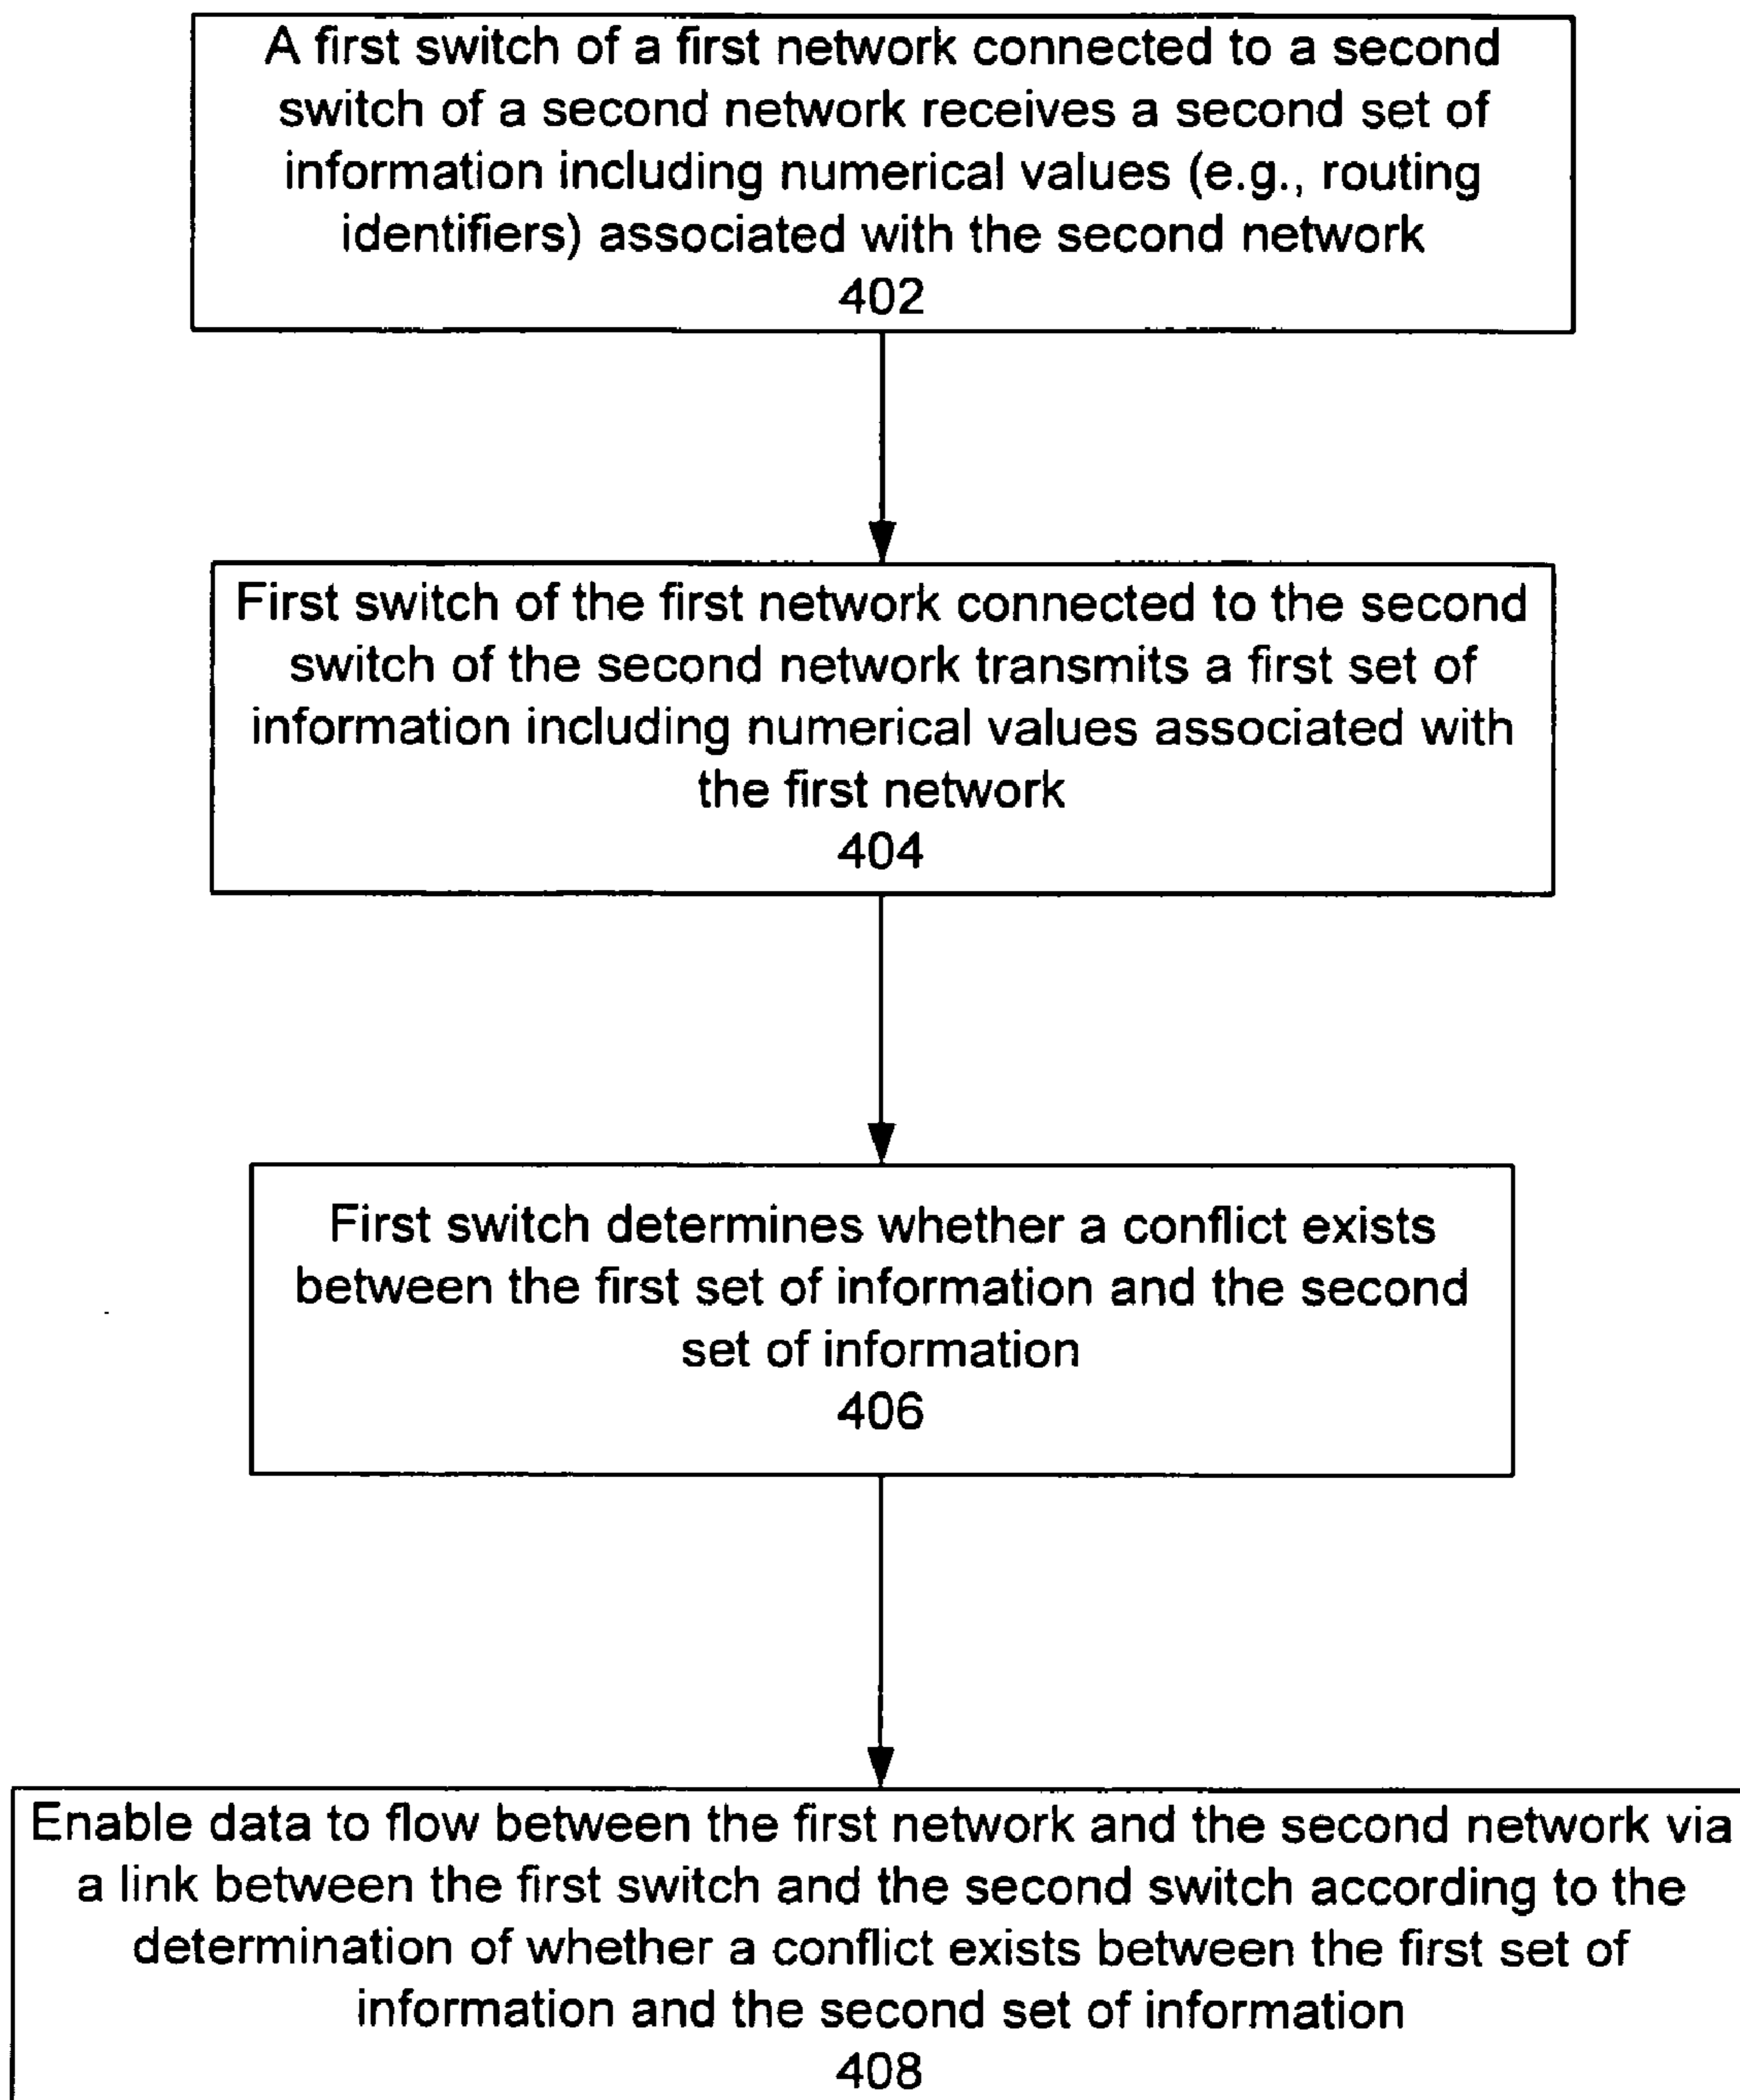 A first switch of a first network connected to a second
switch of a second network receives a second set of
information including numerical values (e.g., routing
identifiers) associated with the second network
402
First switch of the first network connected to the second
switch of the second network transmits a first set of
information including numerical values associated with
the first network
404
First switch determines whether a conflict exists
between the first set of information and the second
set of information
406
Enable data to flow between the first network and the second network via
a link between the first switch and the second switch according to the
determination of whether a conflict exists between the first set of
information and the second set of information
408